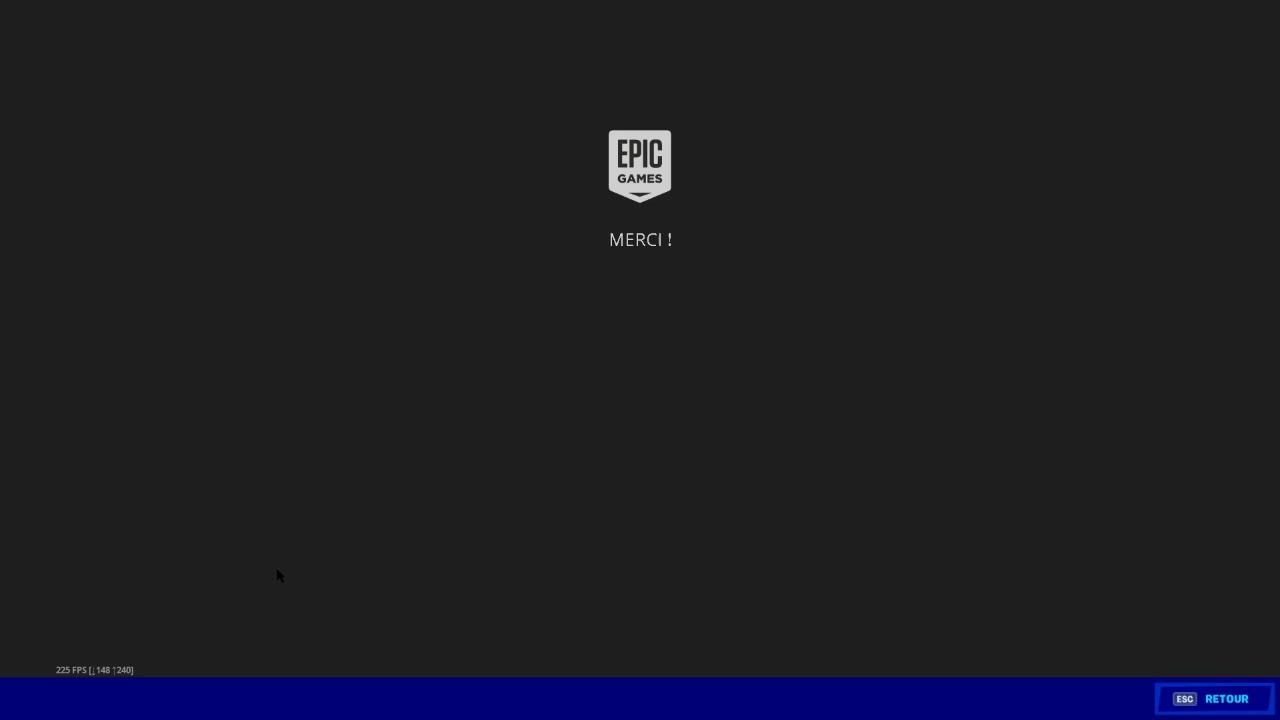 EPIC
GAMES
MERCI !
225 FPS [↓148 ↑240]
ESC RETOUR